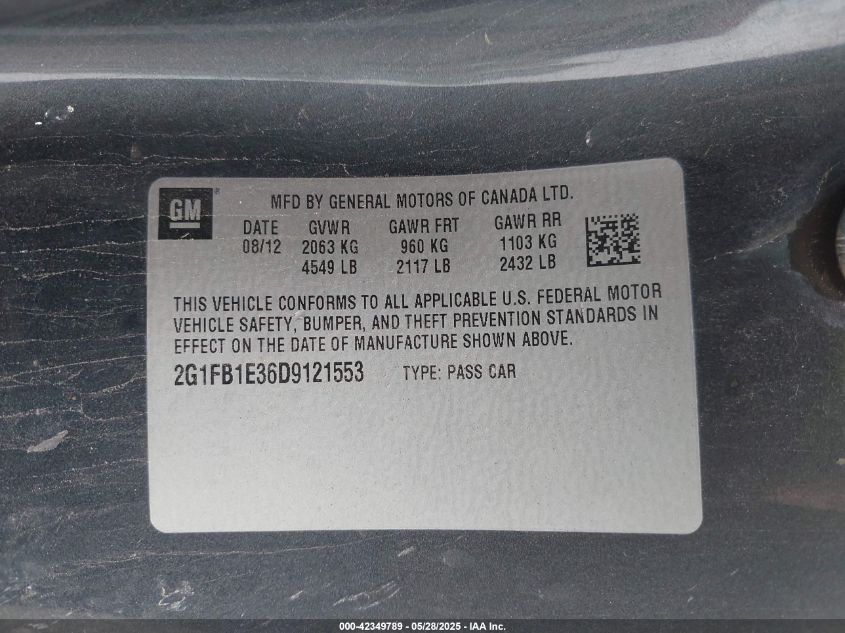 GM ®
MFD BY GENERAL MOTORS OF CANADA LTD.
DATE GVWR GAWR FRT GAWR RR
08/12 2063 KG 960 KG 1103 KG
4549 LB 2117 LB 2432 LB
THIS VEHICLE CONFORMS TO ALL APPLICABLE U.S. FEDERAL MOTOR
VEHICLE SAFETY, BUMPER, AND THEFT PREVENTION STANDARDS IN
EFFECT ON THE DATE OF MANUFACTURE SHOWN ABOVE.
2G1FB1E36D9121553 TYPE: PASS CAR
000-42349789 - 05/28/2025 - IAA Inc.